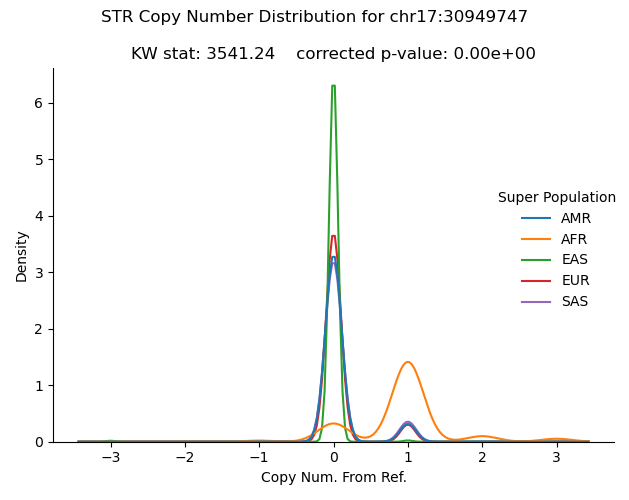 STR Copy Number Distribution for chr17:30949747
KW stat: 3541.24    corrected p-value: 0.00e+00
6
5
4
3
2
1
0
Density
Super Population
AMR
AFR
EAS
EUR
SAS
−3
−2
−1
0
1
2
3
Copy Num. From Ref.